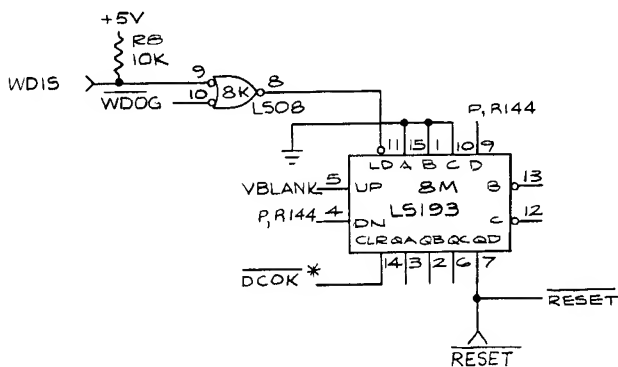 +5V
R8
10K
WDIS
9
8
WDOG
10
8K
LS08
P,R144
11 15 1 10 9
LD A B C D
VBLANK 5 UP 8M B 13
P,R144 4 DN LS193 C 12
CLR QA QB QC QD
14 3 2 6 7
DCOK *
RESET
RESET